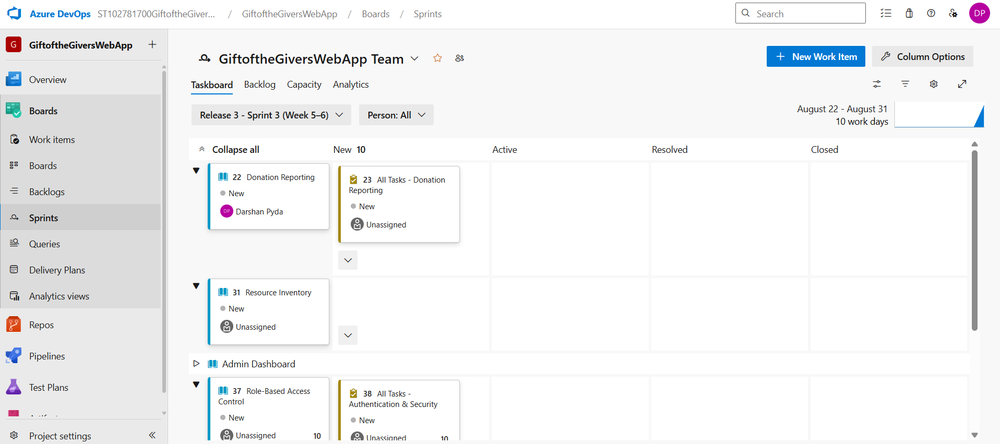 Azure DevOps ST102781700GiftoftheGiver... / GiftoftheGiversWebApp / Boards / Sprints
Search
DP
G GiftoftheGiversWebApp
Overview
Boards
Work items
Boards
Backlogs
Sprints
Queries
Delivery Plans
Analytics views
Repos
Pipelines
Test Plans
Project settings
GiftoftheGiversWebApp Team
New Work Item
Column Options
Taskboard Backlog Capacity Analytics
Release 3 - Sprint 3 (Week 5–6)
Person: All
August 22 - August 31
10 work days
Collapse all
New 10
Active
Resolved
Closed
22 Donation Reporting
New
DP Darshan Pyda
23 All Tasks - Donation
Reporting
New
Unassigned
31 Resource Inventory
New
Unassigned
Admin Dashboard
37 Role-Based Access
Control
New
Unassigned 10
38 All Tasks -
Authentication & Security
New
Unassigned 10